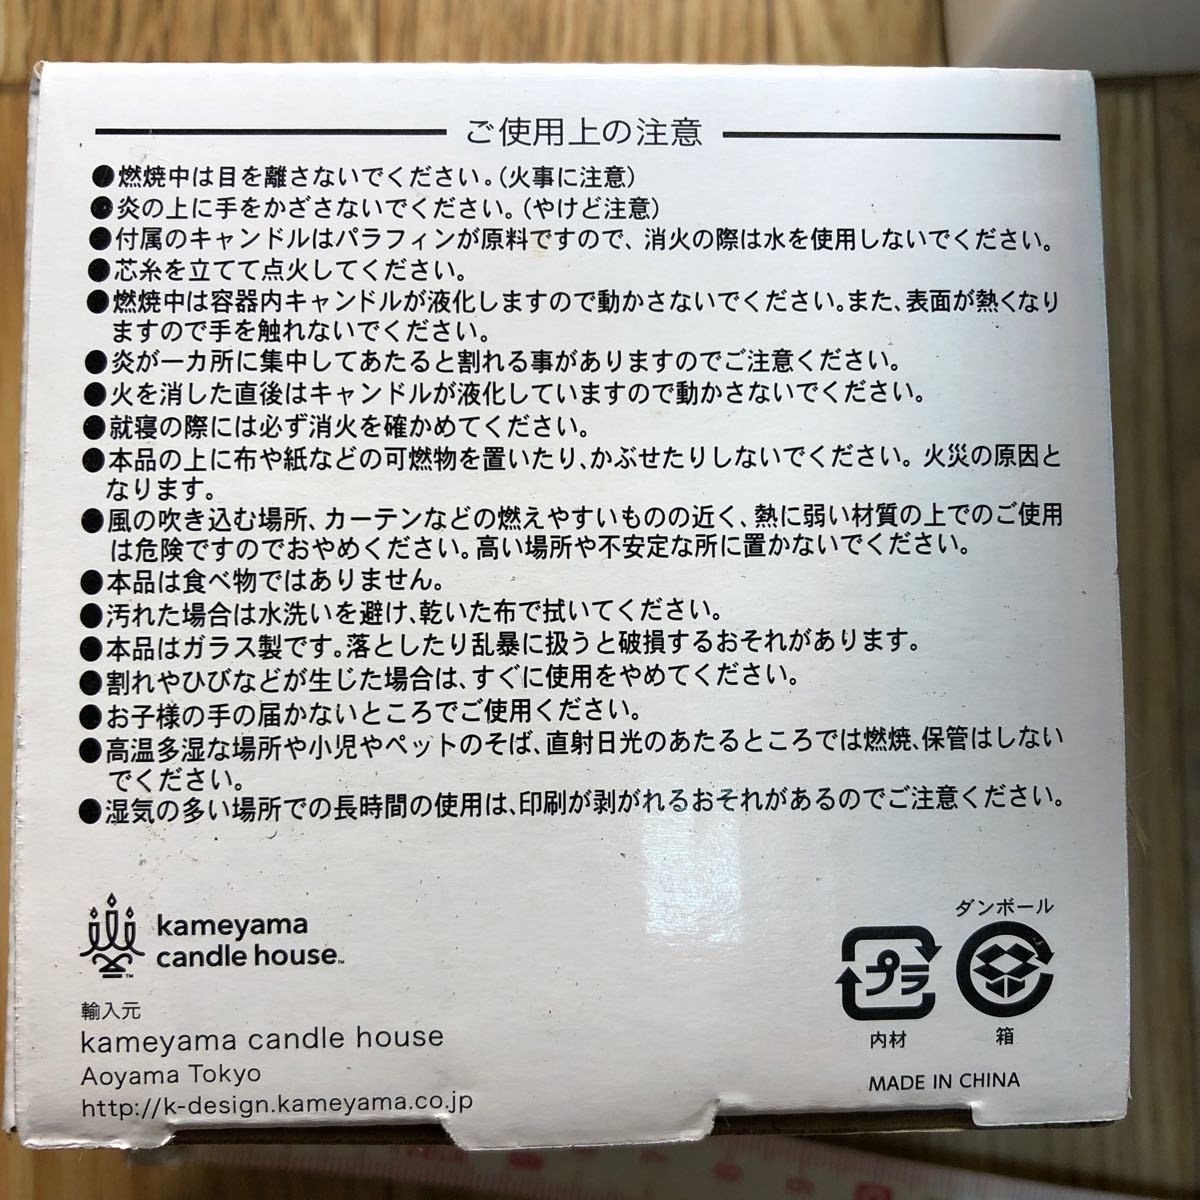 ご使用上の注意
●燃焼中は目を離さないでください。(火事に注意)
●炎の上に手をかざさないでください。(やけど注意)
●付属のキャンドルはパラフィンが原料ですので、消火の際は水を使用しないでください。
●芯糸を立てて点火してください。
●燃焼中は容器内キャンドルが液化しますので動かさないでください。また、表面が熱くなり
ますので手を触れないでください。
●炎が一カ所に集中してあたると割れる事がありますのでご注意ください。
●火を消した直後はキャンドルが液化していますので動かさないでください。
●就寝の際には必ず消火を確かめてください。
●本品の上に布や紙などの可燃物を置いたり、かぶせたりしないでください。火災の原因と
なります。
●風の吹き込む場所、カーテンなどの燃えやすいものの近く、熱に弱い材質の上でのご使用
は危険ですのでおやめください。高い場所や不安定な所に置かないでください。
●本品は食べ物ではありません。
●汚れた場合は水洗いを避け、乾いた布で拭いてください。
●本品はガラス製です。落としたり乱暴に扱うと破損するおそれがあります。
●割れやひびなどが生じた場合は、すぐに使用をやめてください。
●お子様の手の届かないところでご使用ください。
●高温多湿な場所や小児やペットのそば、直射日光のあたるところでは燃焼、保管はしない
でください。
●湿気の多い場所での長時間の使用は、印刷が剥がれるおそれがあるのでご注意ください。
kameyama
candle house™
輸入元
kameyama candle house
Aoyama Tokyo
http://k-design.kameyama.co.jp
ダンボール
プラ
内材
箱
MADE IN CHINA